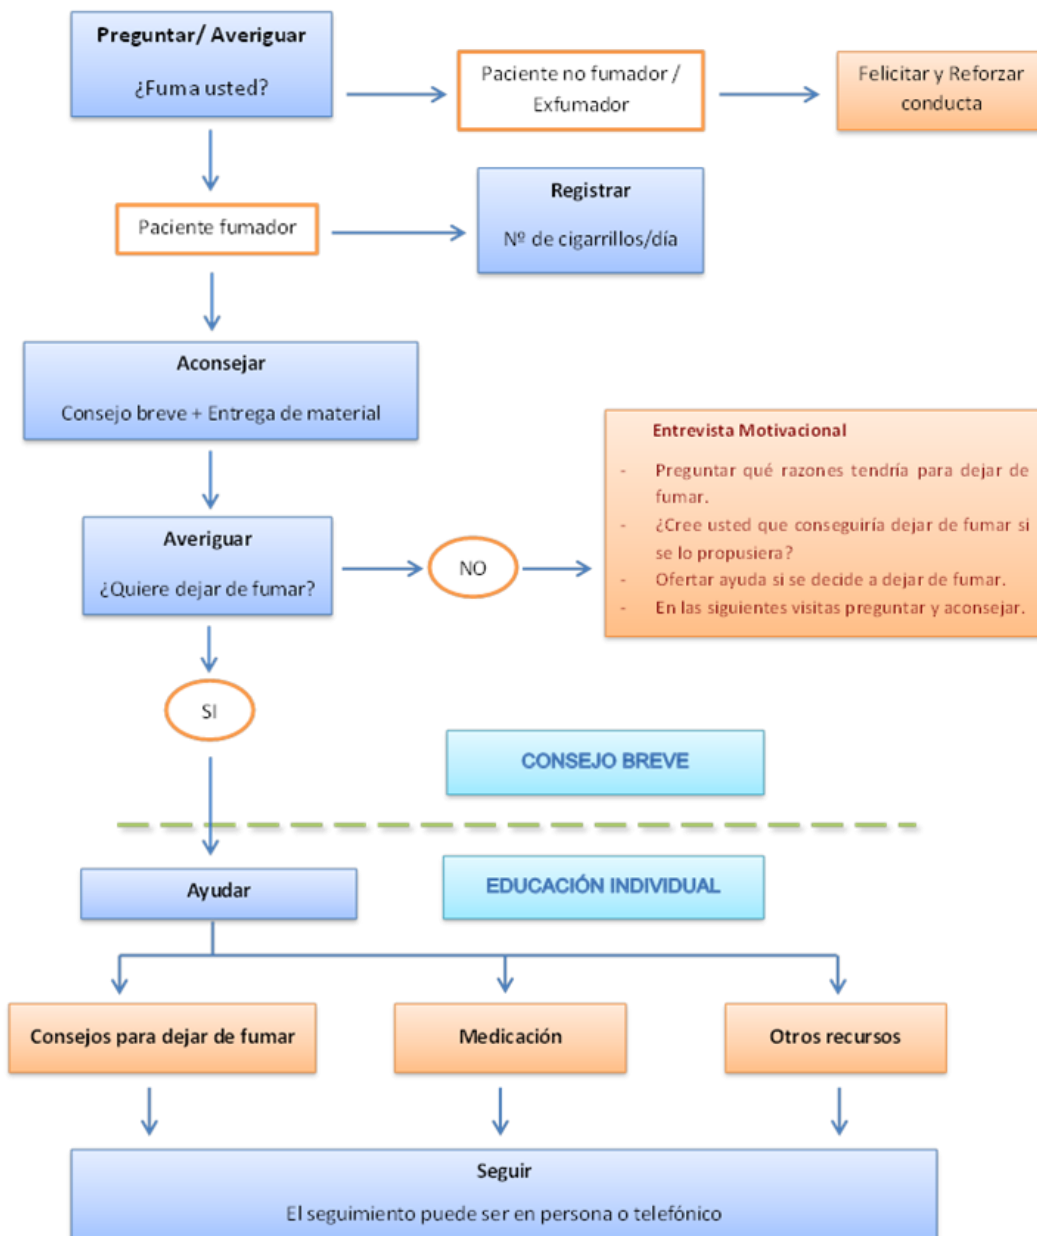 Preguntar/ Averiguar
¿Fuma usted?
Paciente no fumador /
Exfumador
Felicitar y Reforzar
conducta
Paciente fumador
Registrar
Nº de cigarrillos/día
Aconsejar
Consejo breve + Entrega de material
Averiguar
¿Quiere dejar de fumar?
NO
Entrevista Motivacional
- Preguntar qué razones tendría para dejar de
fumar.
- ¿Cree usted que conseguiría dejar de fumar si
se lo propusiera?
- Ofertar ayuda si se decide a dejar de fumar.
- En las siguientes visitas preguntar y aconsejar.
SI
CONSEJO BREVE
EDUCACIÓN INDIVIDUAL
Ayudar
Consejos para dejar de fumar
Medicación
Otros recursos
Seguir
El seguimiento puede ser en persona o telefónico